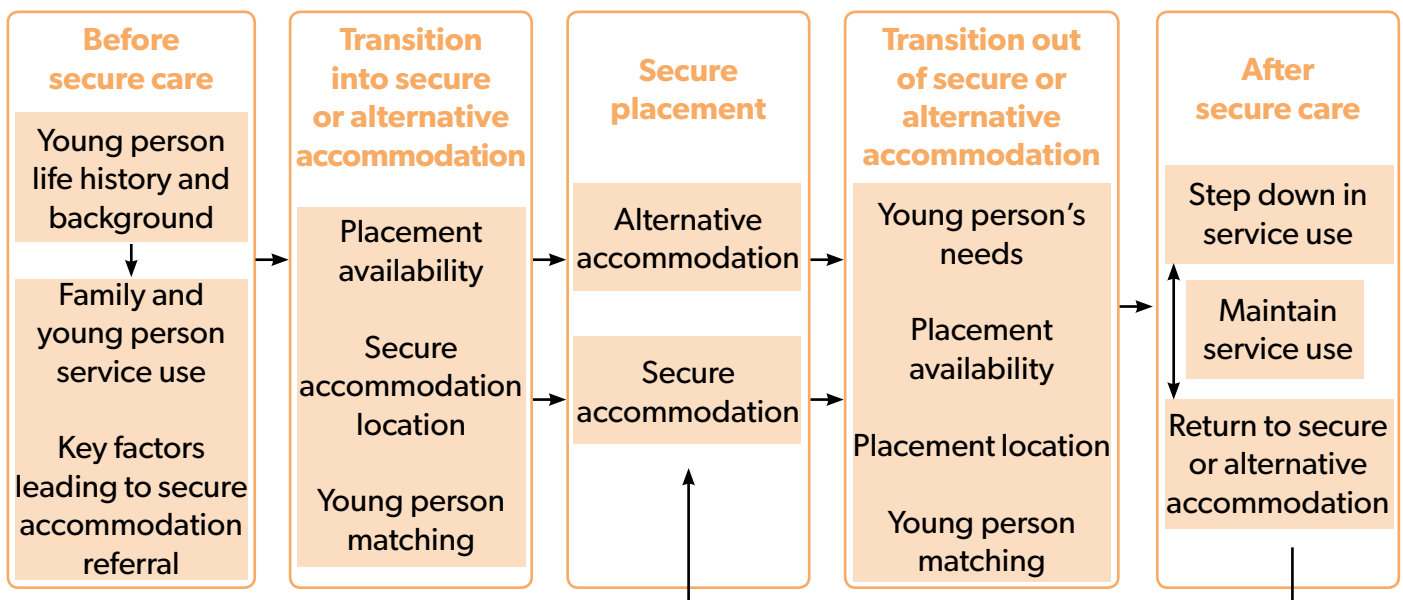 Before
secure care
Young person
life history and
background
Family and
young person
service use
Key factors
leading to secure
accommodation
referral
Transition
into secure
or alternative
accommodation
Placement
availability
Secure
accommodation
location
Young person
matching
Secure
placement
Alternative
accommodation
Secure
accommodation
Transition out
of secure or
alternative
accommodation
Young person’s
needs
Placement
availability
Placement location
Young person
matching
After
secure care
Step down in
service use
Maintain
service use
Return to secure
or alternative
accommodation